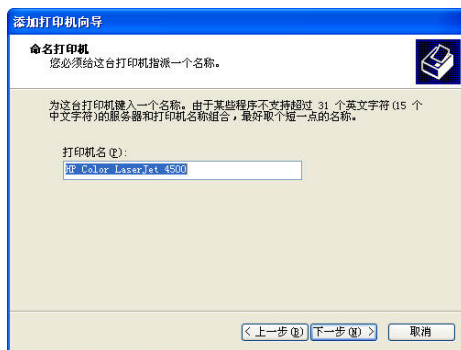 添加打印机向导
命名打印机
您必须给这台打印机指派一个名称。
为这台打印机键入一个名称。由于某些程序不支持超过 31 个英文字符(15 个
中文字符)的服务器和打印机名称组合，最好取个短一点的名称。
打印机名(P):
HP Color LaserJet 4500
< 上一步(B) 下一步(N) > 取消